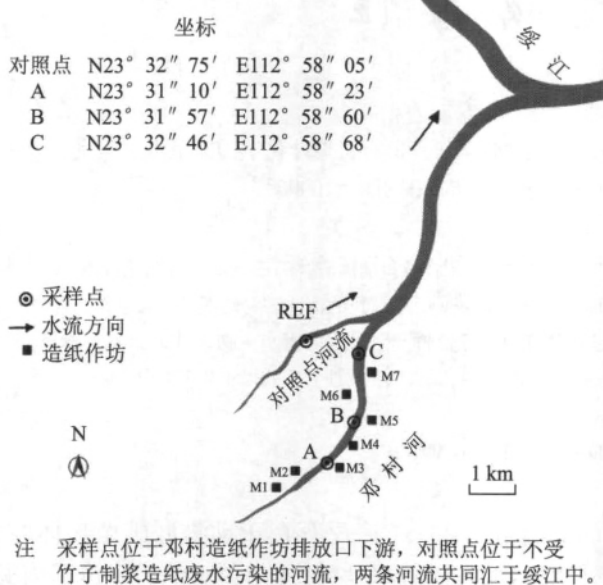 坐标
对照点 N23° 32″ 75′ E112° 58″ 05′
A N23° 31″ 10′ E112° 58″ 23′
B N23° 31″ 57′ E112° 58″ 60′
C N23° 32″ 46′ E112° 58″ 68′
绥江
采样点
水流方向
造纸作坊
REF
对照点河流
C
M7
M6
B
M5
M4
A
M3
M2
M1
邓村河
N
1 km
注 采样点位于邓村造纸作坊排放口下游，对照点位于不受
竹子制浆造纸废水污染的河流，两条河流共同汇于绥江中。